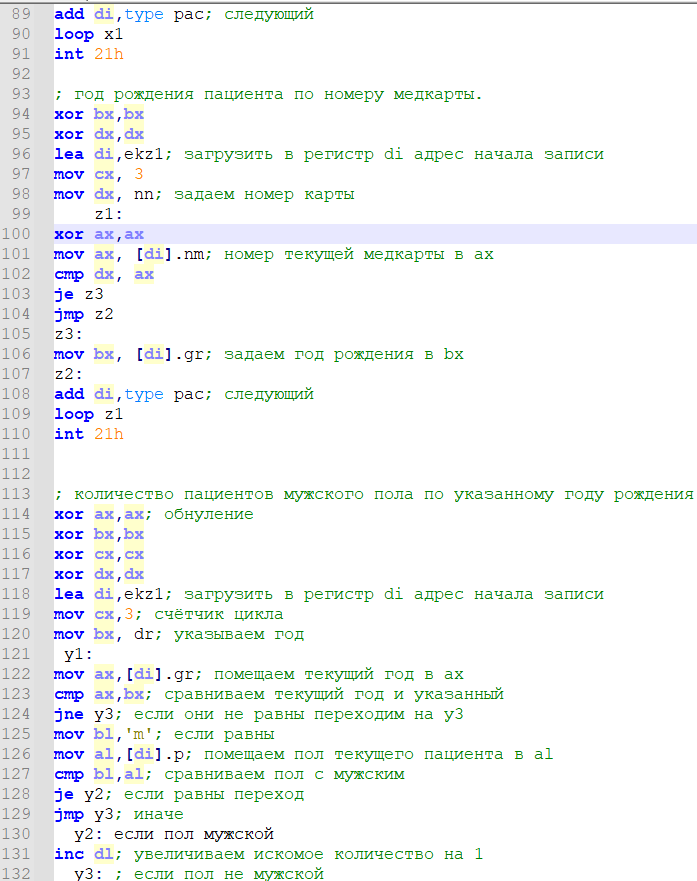 89 add di,type pac; следующий
90 loop x1
91 int 21h
92
93 ; год рождения пациента по номеру медкарты.
94 xor bx,bx
95 xor dx,dx
96 lea di,ekz1; загрузить в регистр di адрес начала записи
97 mov cx, 3
98 mov dx, nn; задаем номер карты
99 z1:
100 xor ax,ax
101 mov ax, [di].nm; номер текущей медкарты в ax
102 cmp dx, ax
103 je z3
104 jmp z2
105 z3:
106 mov bx, [di].gr; задаем год рождения в bx
107 z2:
108 add di,type pac; следующий
109 loop z1
110 int 21h
111
112
113 ; количество пациентов мужского пола по указанному году рождения
114 xor ax,ax; обнуление
115 xor bx,bx
116 xor cx,cx
117 xor dx,dx
118 lea di,ekz1; загрузить в регистр di адрес начала записи
119 mov cx,3; счётчик цикла
120 mov bx, dr; указываем год
121 y1:
122 mov ax,[di].gr; помещаем текущий год в ax
123 cmp ax,bx; сравниваем текущий год и указанный
124 jne y3; если они не равны переходим на y3
125 mov bl,'m'; если равны
126 mov al,[di].p; помещаем пол текущего пациента в al
127 cmp bl,al; сравниваем пол с мужским
128 je y2; если равны переход
129 jmp y3; иначе
130 y2: если пол мужской
131 inc dl; увеличиваем искомое количество на 1
132 y3: ; если пол не мужской